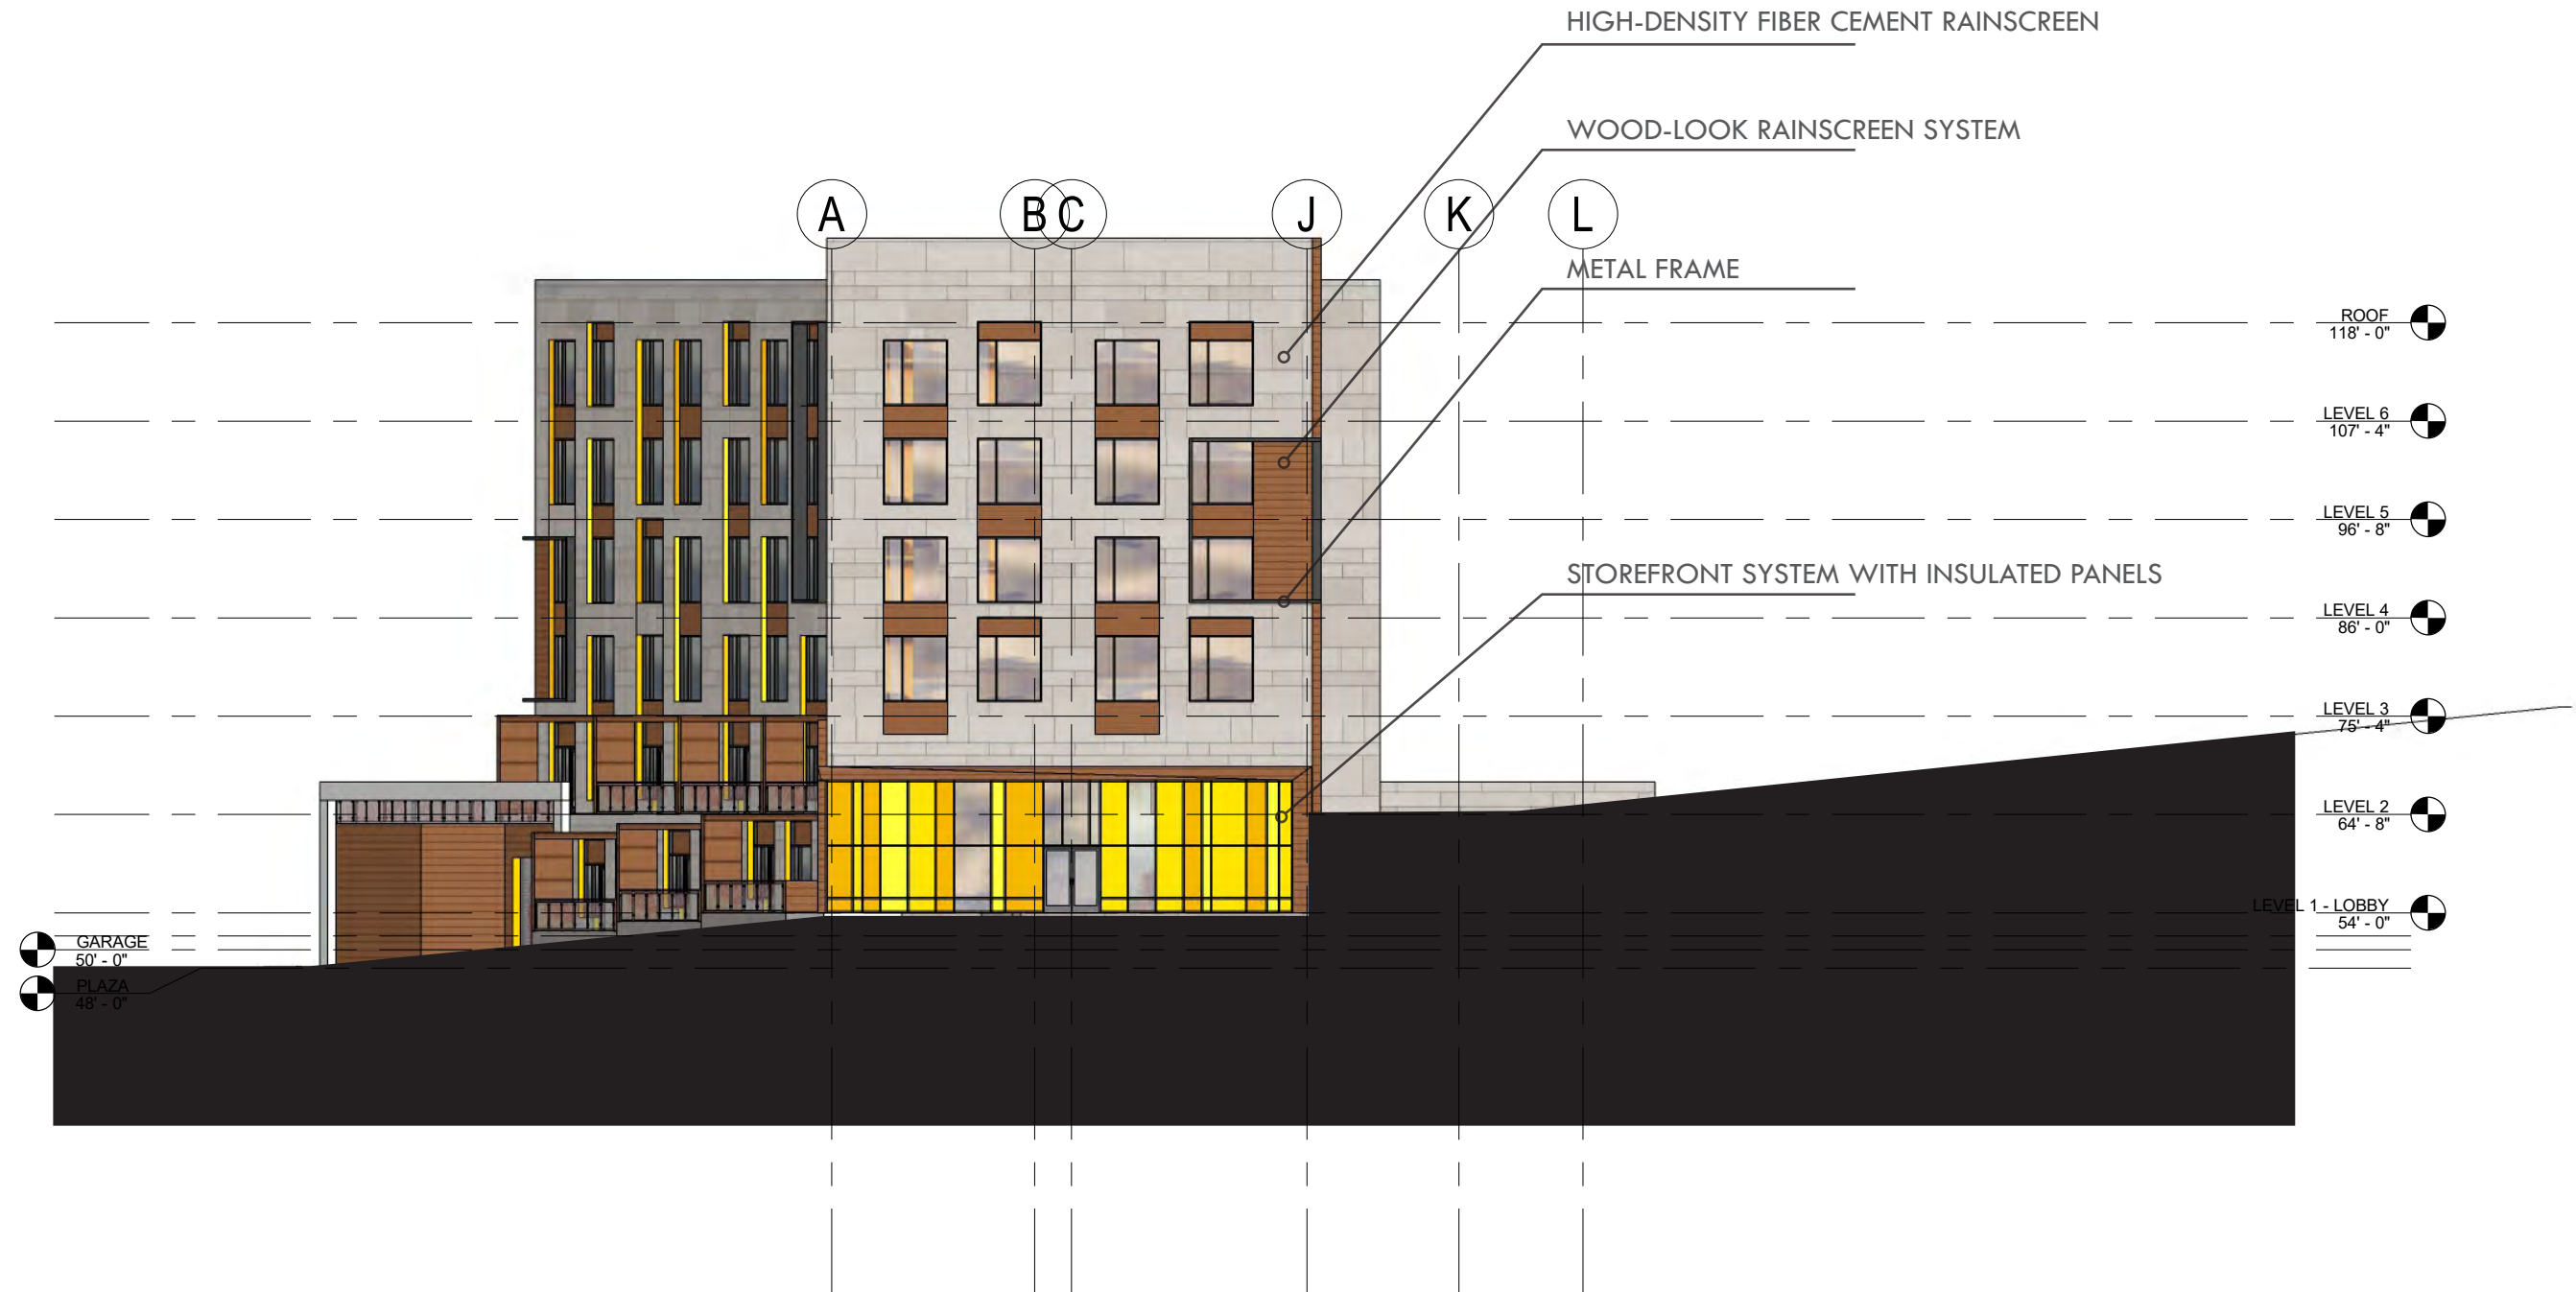 HIGH-DENSITY FIBER CEMENT RAINSCREEN
WOOD-LOOK RAINSCREEN SYSTEM
A
B
C
J
K
L
METAL FRAME
ROOF
118' - 0"
LEVEL 6
107' - 4"
LEVEL 5
96' - 8"
STOREFRONT SYSTEM WITH INSULATED PANELS
LEVEL 4
86' - 0"
LEVEL 3
75' - 4"
LEVEL 2
64' - 8"
LEVEL 1 - LOBBY
54' - 0"
GARAGE
50' - 0"
PLAZA
48' - 0"